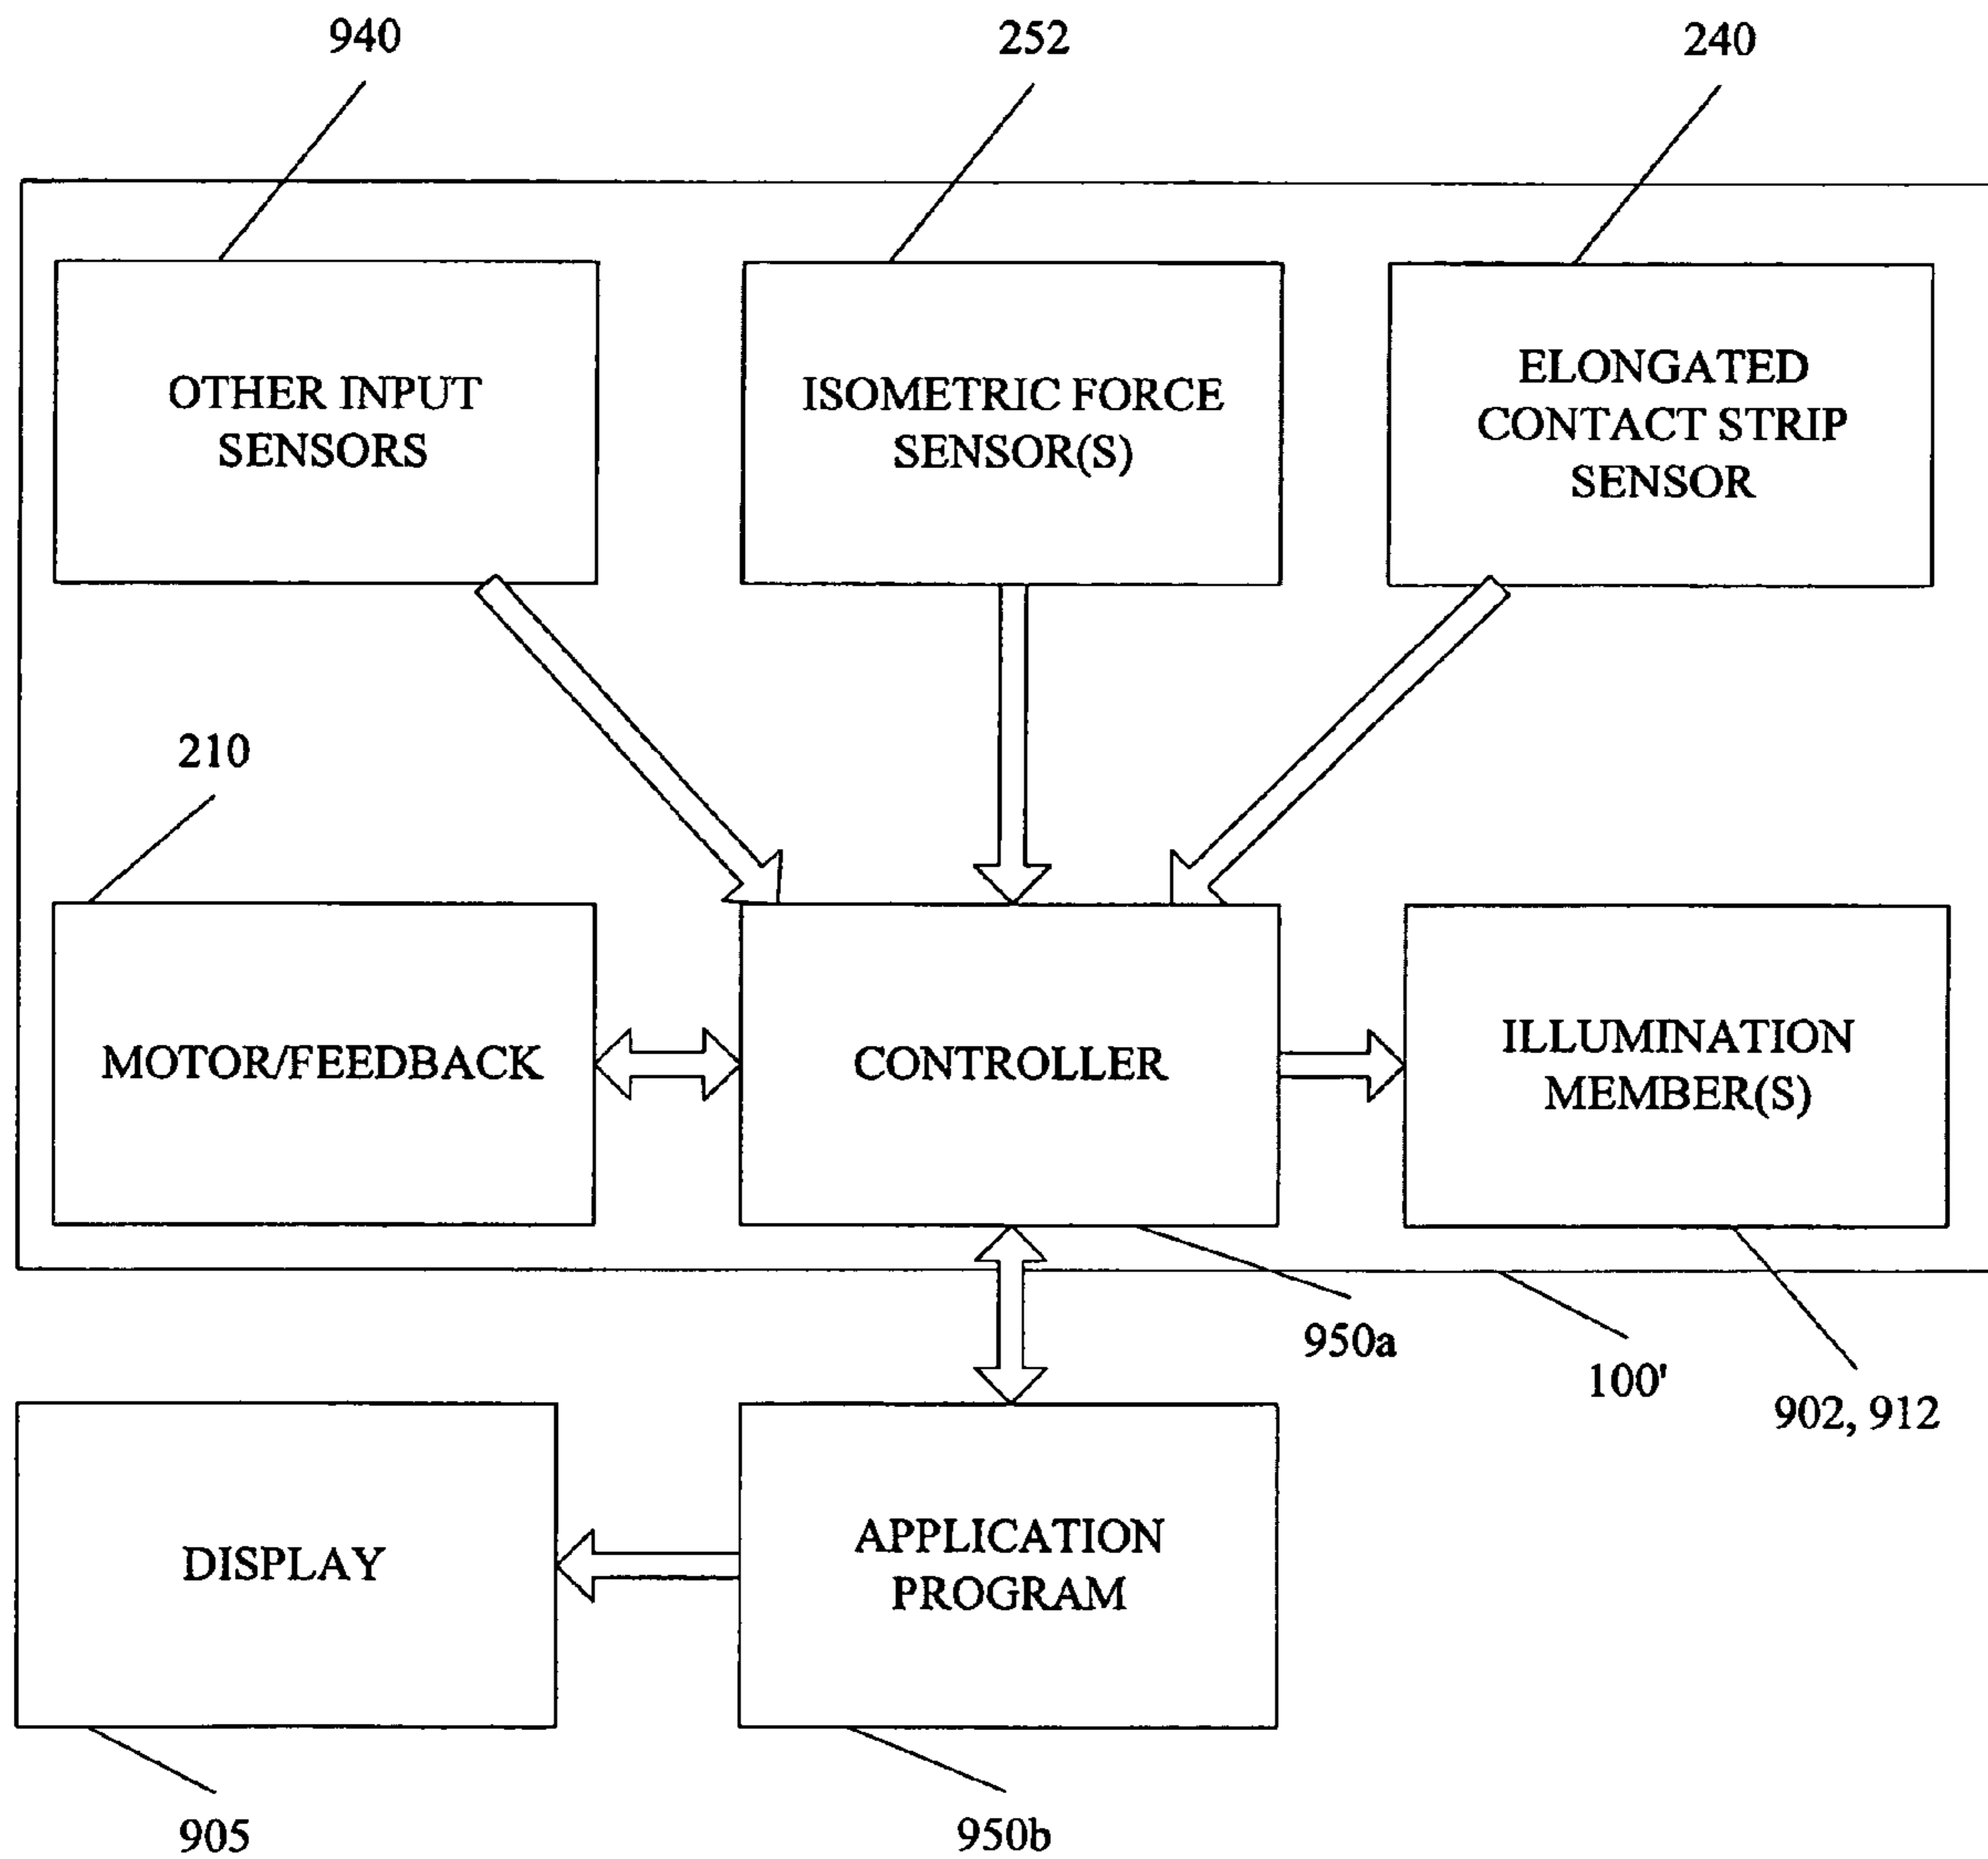 940
252
240
OTHER INPUT
SENSORS
ISOMETRIC FORCE
SENSOR(S)
ELONGATED
CONTACT STRIP
SENSOR
210
MOTOR/FEEDBACK
CONTROLLER
ILLUMINATION
MEMBER(S)
950a
100'
902, 912
DISPLAY
APPLICATION
PROGRAM
905
950b